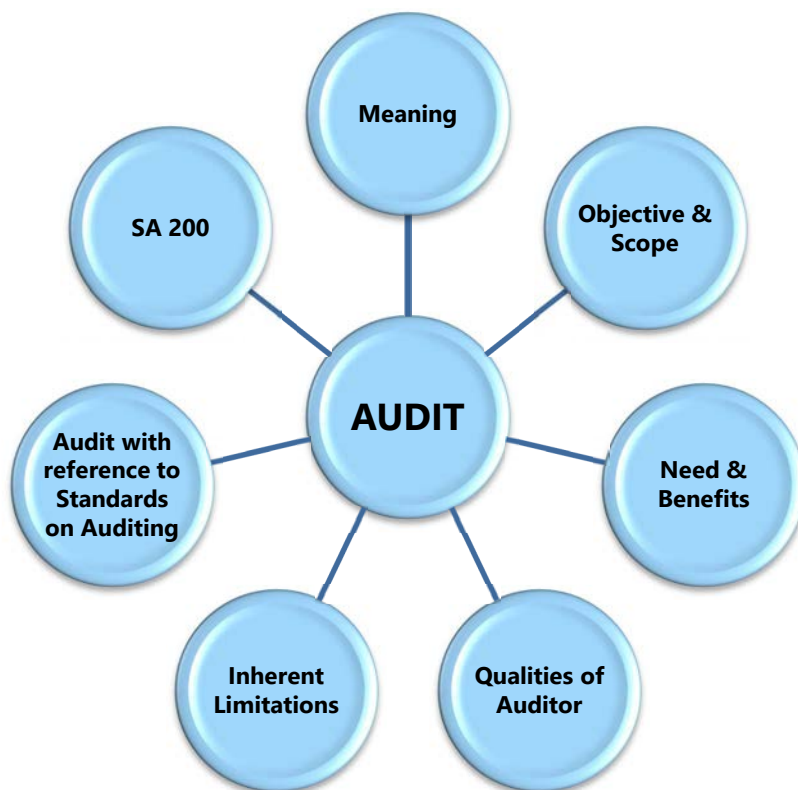 Meaning
Objective &
Scope
Need &
Benefits
Qualities of
Auditor
Inherent
Limitations
Audit with
reference to
Standards
on Auditing
SA 200
AUDIT